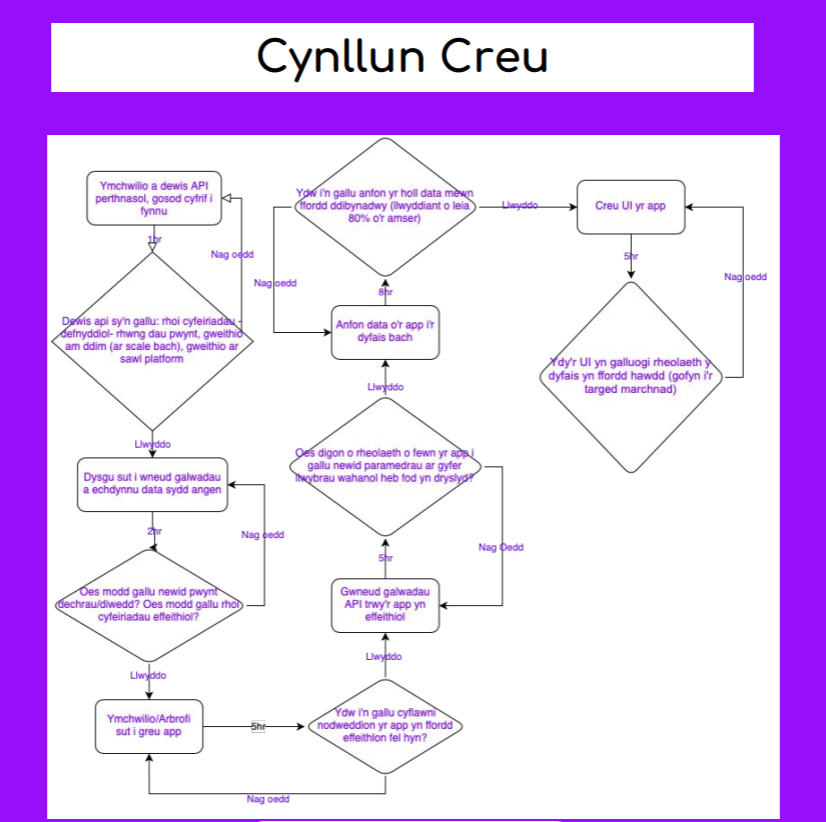 Cynllun Creu
Ymchwilio a dewis API
perthnasol, gosod cyfrif i
fynnu
1hr
Nag oedd
Dewis api sy'n gallu: rhoi cyfeiriadau -
defnyddiol- rhwng dau pwynt, gweithio
am ddim (ar scale bach), gweithio ar
sawl platform
Llwyddo
Dysgu sut i wneud galwadau
a echdynnu data sydd angen
2hr
Nag oedd
Oes modd gallu newid pwynt
dechrau/diwedd? Oes modd gallu rhoi
cyfeiriadau effeithiol?
Llwyddo
Ymchwilio/Arbrofi
sut i greu app
5hr
Ydw i'n gallu cyflawni
nodweddion yr app yn ffordd
effeithlon fel hyn?
Nag oedd
Llwyddo
Gwneud galwadau
API trwy'r app yn
effeithiol
5hr
Nag Oedd
Oes digon o rheolaeth o fewn yr app i
gallu newid paramedrau ar gyfer
llwybrau wahanol heb fod yn dryslyd?
Llwyddo
Anfon data o'r app i'r
dyfais bach
8hr
Nag oedd
Ydw i'n gallu anfon yr holl data mewn
ffordd ddibynadwy (llwyddiant o leia
80% o'r amser)
Llwyddo
Creu UI yr app
5hr
Nag oedd
Ydy'r UI yn galluogi rheolaeth y
dyfais yn ffordd hawdd (gofyn i'r
targed marchnad)